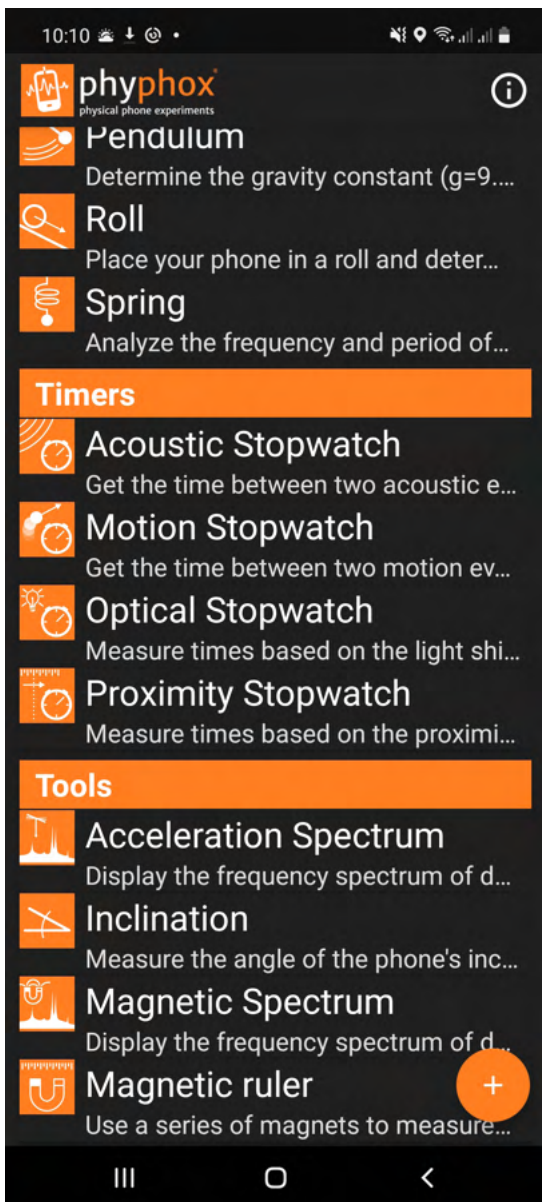 10:10
phyphox
physical phone experiments
Pendulum
Determine the gravity constant (g=9....
Roll
Place your phone in a roll and deter...
Spring
Analyze the frequency and period of...
Timers
Acoustic Stopwatch
Get the time between two acoustic e...
Motion Stopwatch
Get the time between two motion ev...
Optical Stopwatch
Measure times based on the light shi...
Proximity Stopwatch
Measure times based on the proximi...
Tools
Acceleration Spectrum
Display the frequency spectrum of d...
Inclination
Measure the angle of the phone's inc...
Magnetic Spectrum
Display the frequency spectrum of d...
Magnetic ruler
Use a series of magnets to measure...